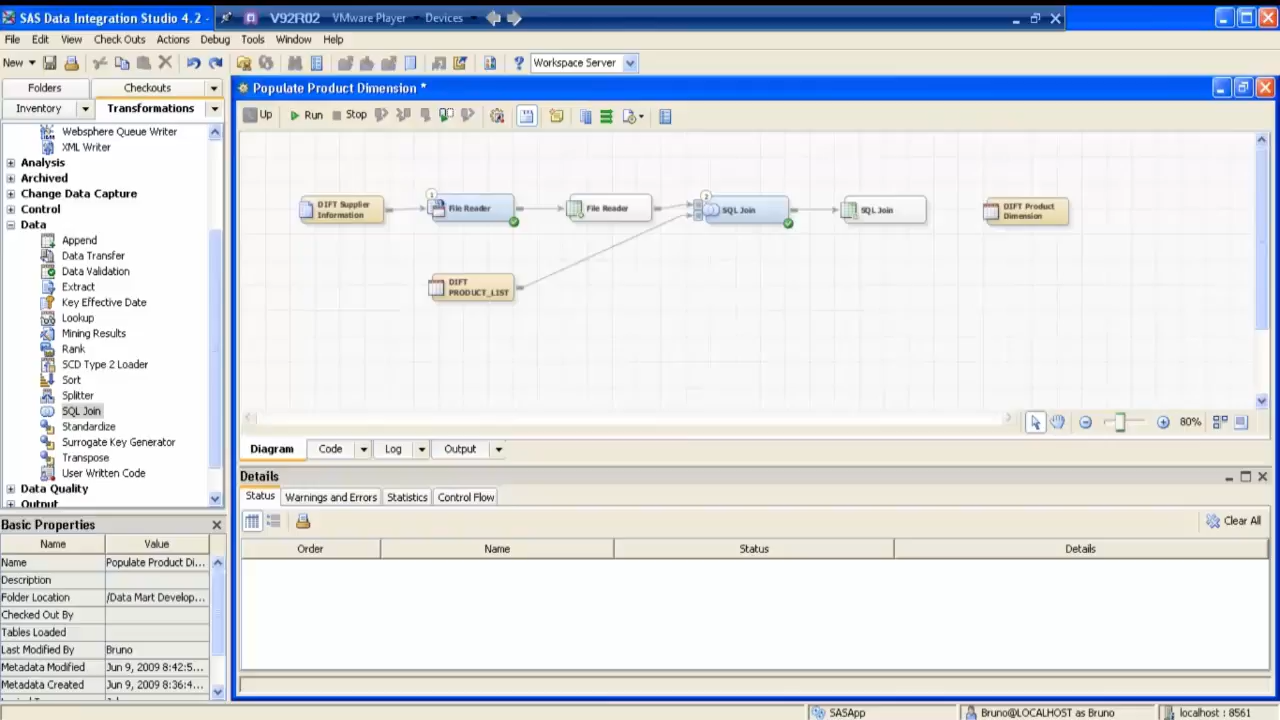 SAS Data Integration Studio 4.2 -
V92R02 VMware Player Devices
File Edit View Check Outs Actions Debug Tools Window Help
New Workspace Server
Folders Checkouts
Inventory Transformations
Websphere Queue Writer
XML Writer
Analysis
Archived
Change Data Capture
Control
Data
Append
Data Transfer
Data Validation
Extract
Key Effective Date
Lookup
Mining Results
Rank
SCD Type 2 Loader
Sort
Splitter
SQL Join
Standardize
Surrogate Key Generator
Transpose
User Written Code
Data Quality
Output
Basic Properties
Name Value
Name Populate Product Di...
Description
Folder Location /Data Mart Develop...
Checked Out By
Tables Loaded
Last Modified By Bruno
Metadata Modified Jun 9, 2009 8:42:5...
Metadata Created Jun 9, 2009 8:36:4...
Populate Product Dimension *
Up Run Stop
DIFT Supplier
Information
1
File Reader
File Reader
2
SQL Join
SQL Join
DIFT Product
Dimension
DIFT
PRODUCT_LIST
80%
Diagram Code Log Output
Details
Status Warnings and Errors Statistics Control Flow
Clear All
Order Name Status Details
SASApp Bruno@LOCALHOST as Bruno localhost : 8561